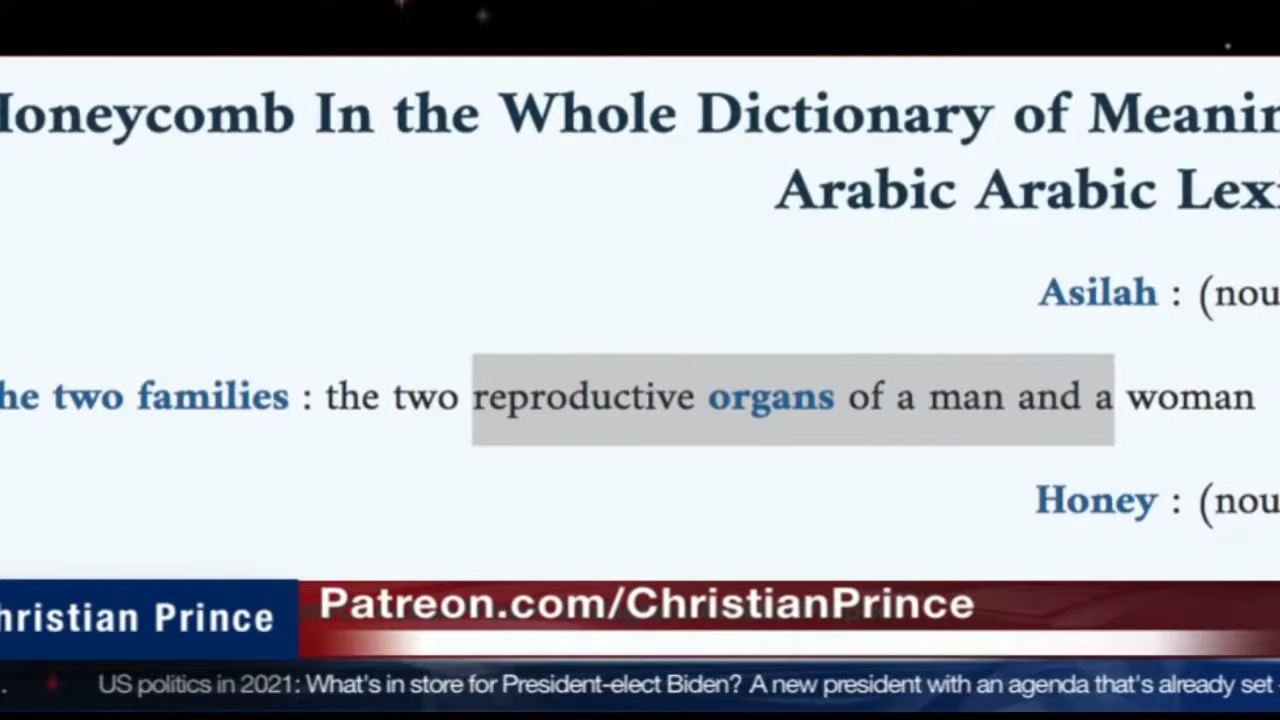 Honeycomb In the Whole Dictionary of Meanin
Arabic Arabic Lexi
Asilah : (nou
he two families : the two reproductive organs of a man and a woman
Honey : (nou
hristian Prince
Patreon.com/ChristianPrince
US politics in 2021: What's in store for President-elect Biden? A new president with an agenda that's already set